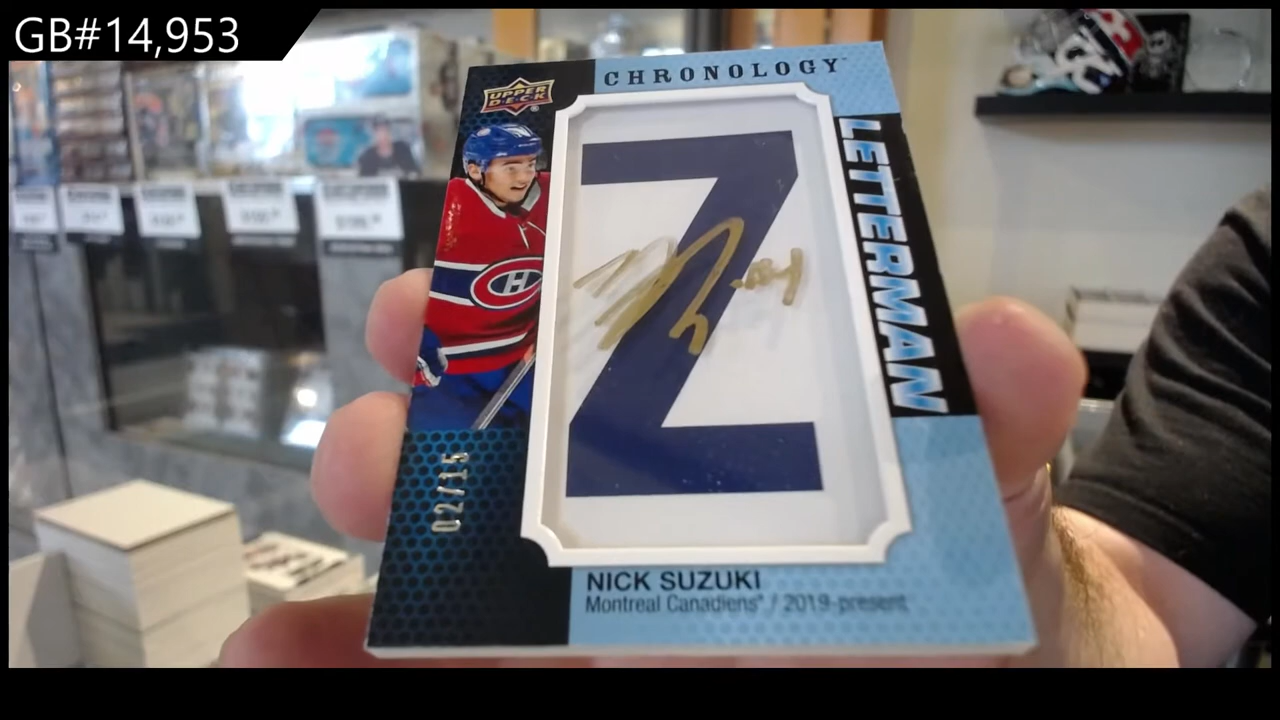 GB#14,953
CHRONOLOGY
UPPER
DECK
LETTERMAN
Z
02/15
NICK SUZUKI
Montreal Canadiens® / 2019-present